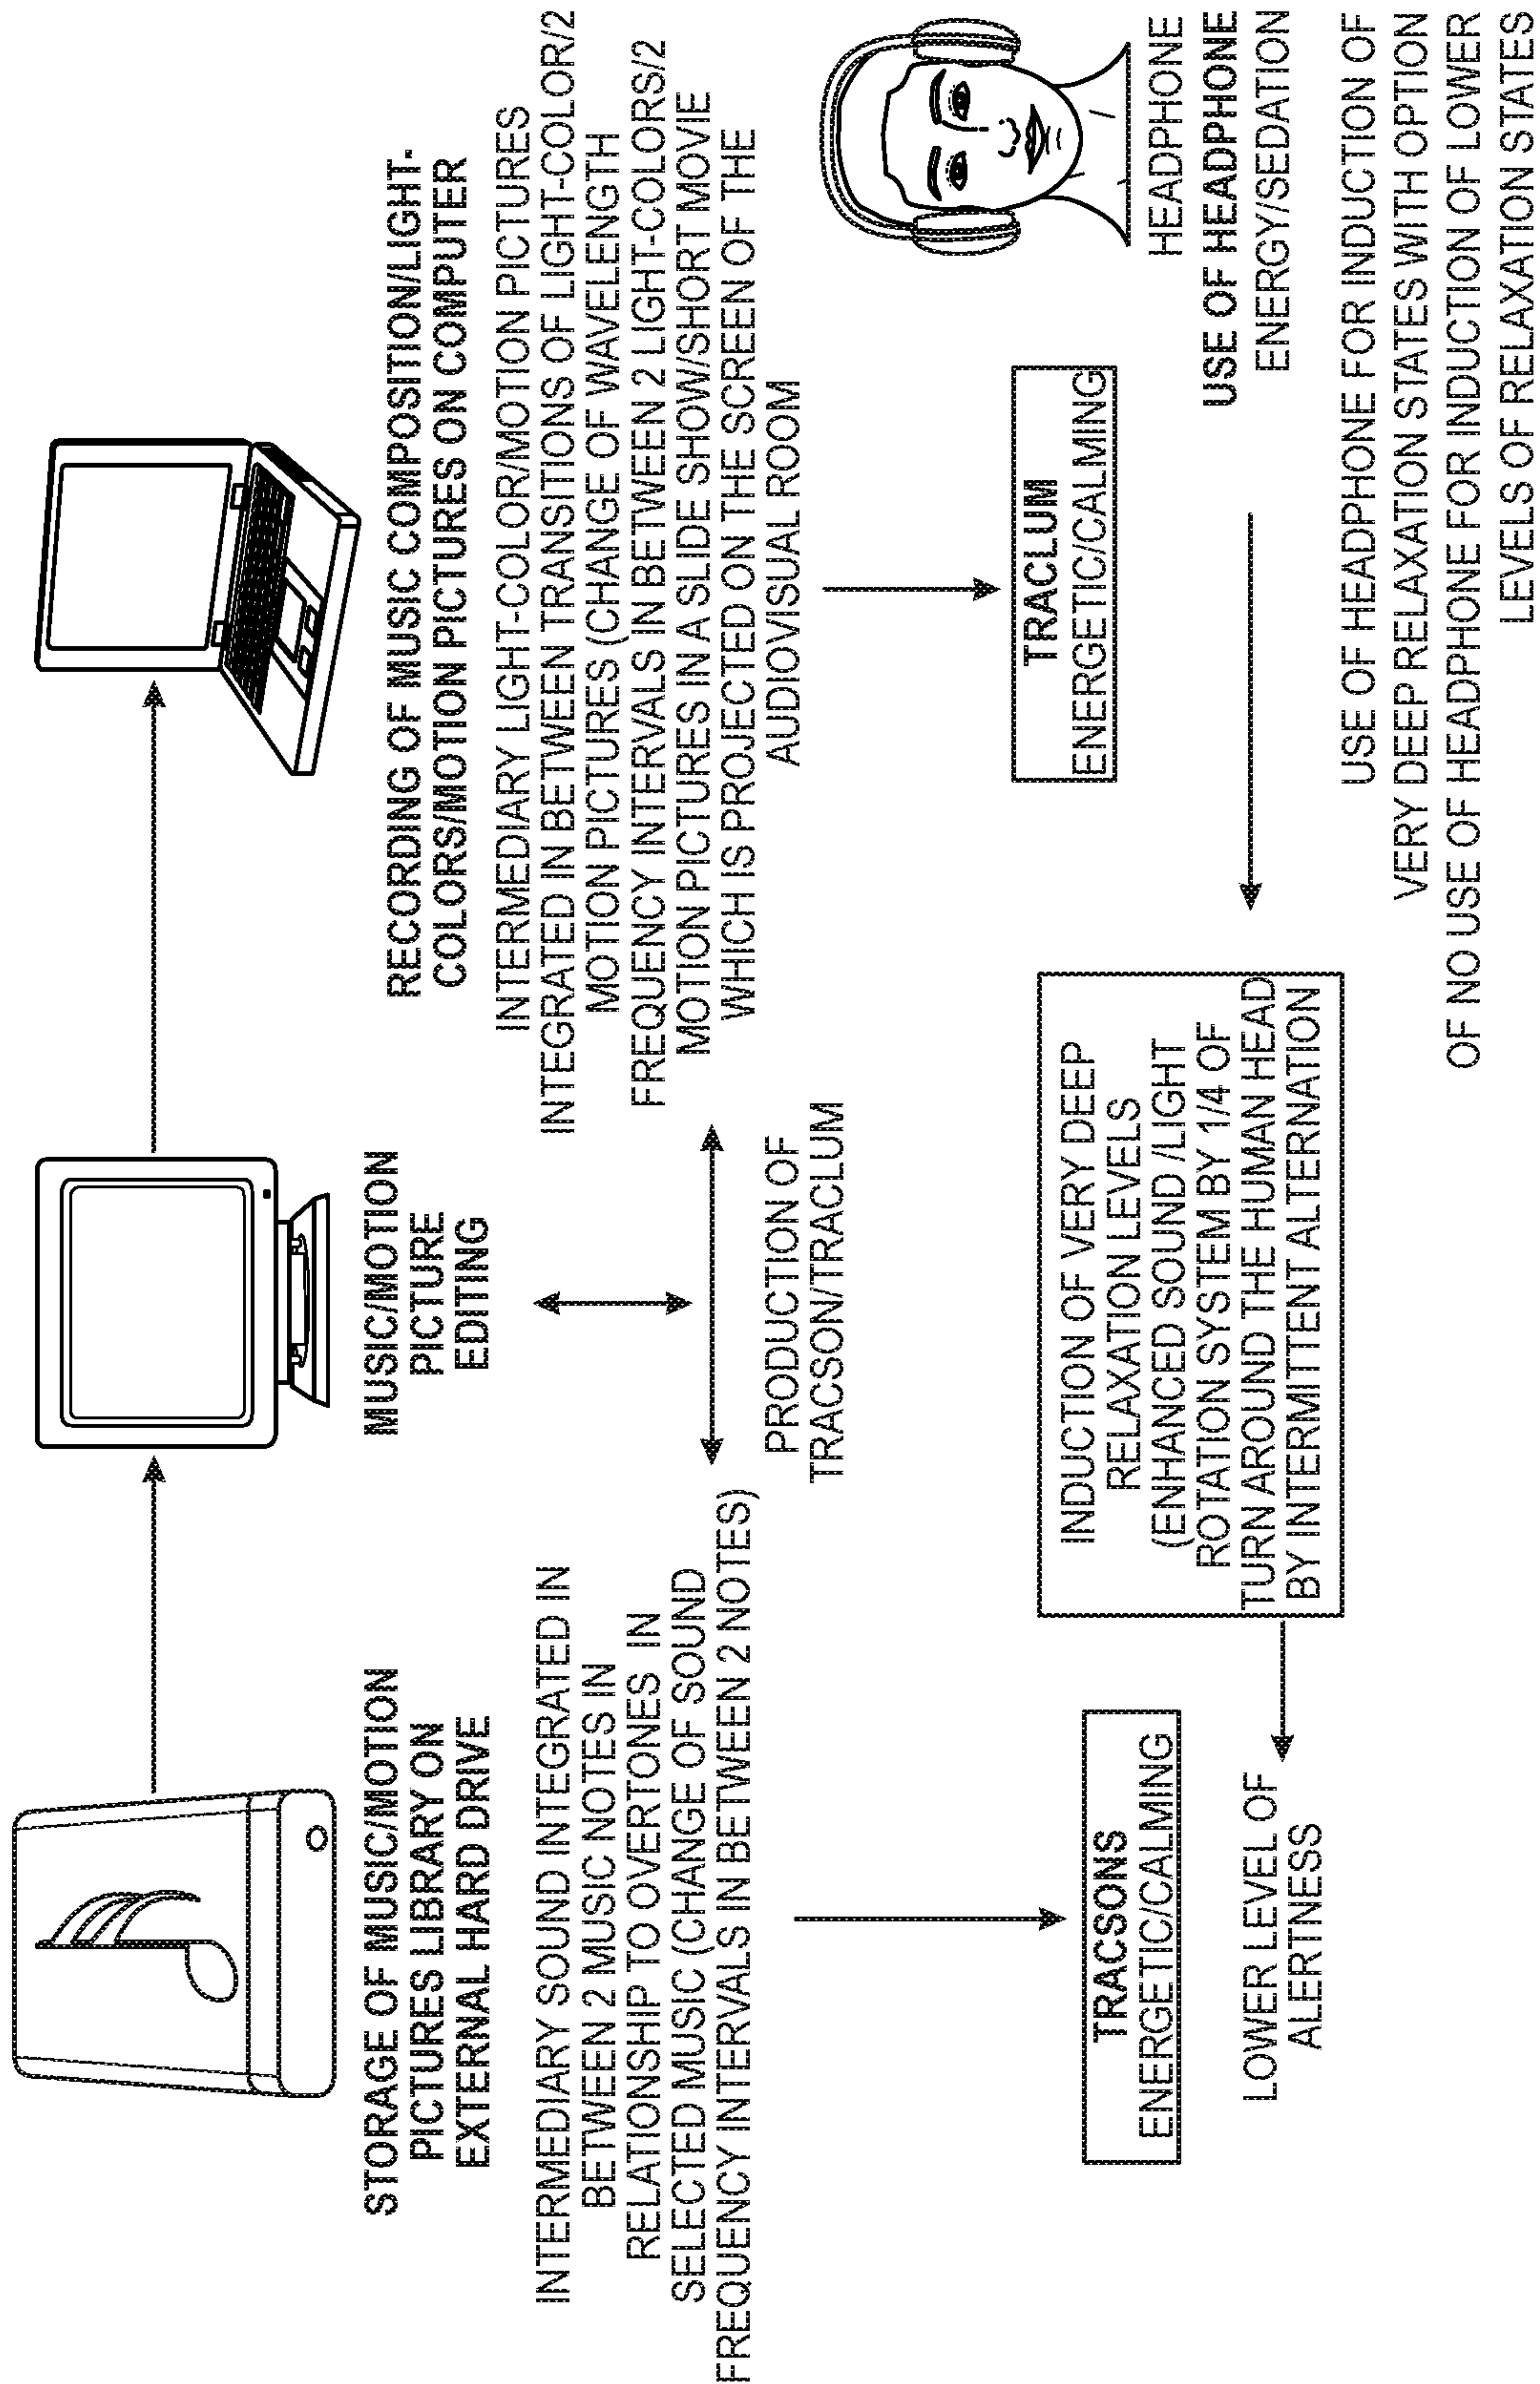 STORAGE OF MUSIC/MOTION
PICTURES LIBRARY ON
EXTERNAL HARD DRIVE
MUSIC/MOTION
PICTURE
EDITING
RECORDING OF MUSIC COMPOSITION/LIGHT-
COLORS/MOTION PICTURES ON COMPUTER
INTERMEDIARY SOUND INTEGRATED IN
BETWEEN 2 MUSIC NOTES IN
RELATIONSHIP TO OVERTONES IN
SELECTED MUSIC (CHANGE OF SOUND
FREQUENCY INTERVALS IN BETWEEN 2 NOTES)
PRODUCTION OF
TRACSON/TRACLUM
INTERMEDIARY LIGHT-COLOR/MOTION PICTURES
INTEGRATED IN BETWEEN TRANSITIONS OF LIGHT-COLOR/2
MOTION PICTURES (CHANGE OF WAVELENGTH
FREQUENCY INTERVALS IN BETWEEN 2 LIGHT-COLORS/2
MOTION PICTURES IN A SLIDE SHOW/SHORT MOVIE
WHICH IS PROJECTED ON THE SCREEN OF THE
AUDIOVISUAL ROOM
TRACSONS
ENERGETIC/CALMING
TRACLUM
ENERGETIC/CALMING
HEADPHONE
USE OF HEADPHONE
ENERGY/SEDATION
LOWER LEVEL OF
ALERTNESS
INDUCTION OF VERY DEEP
RELAXATION LEVELS
(ENHANCED SOUND /LIGHT
ROTATION SYSTEM BY 1/4 OF
TURN AROUND THE HUMAN HEAD
BY INTERMITTENT ALTERNATION
USE OF HEADPHONE FOR INDUCTION OF
VERY DEEP RELAXATION STATES WITH OPTION
OF NO USE OF HEADPHONE FOR INDUCTION OF LOWER
LEVELS OF RELAXATION STATES